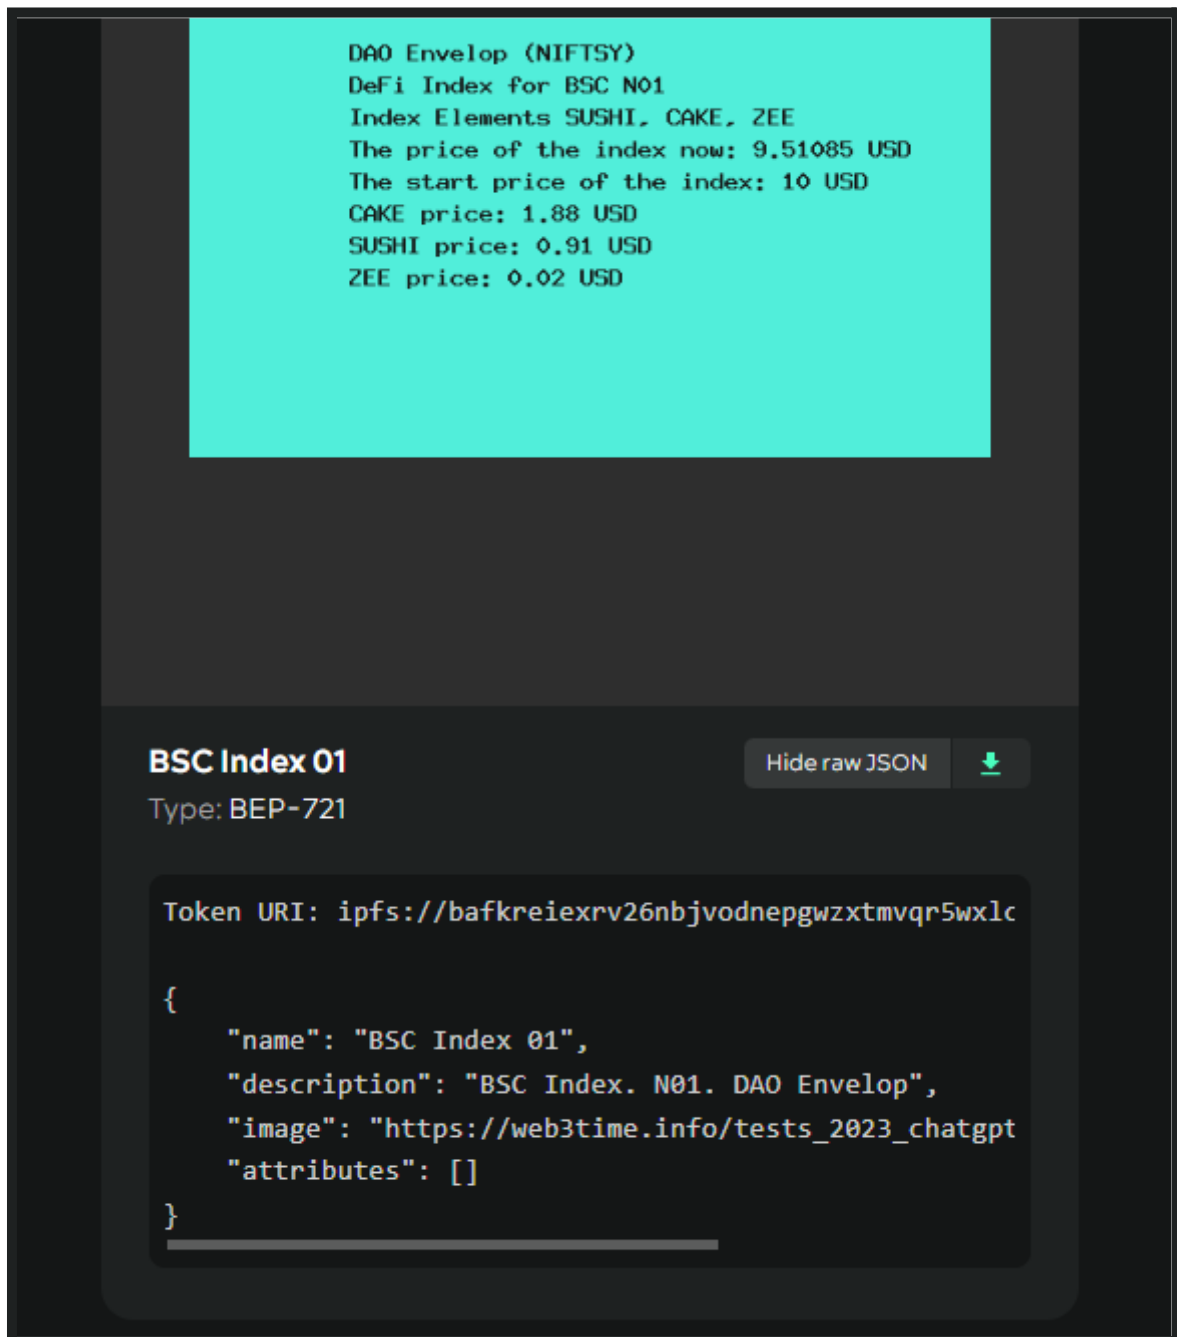 DAO Envelop (NIFTSY)
DeFi Index for BSC N01
Index Elements SUSHI, CAKE, ZEE
The price of the index now: 9.51085 USD
The start price of the index: 10 USD
CAKE price: 1.88 USD
SUSHI price: 0.91 USD
ZEE price: 0.02 USD
BSC Index 01
Hide raw JSON
Type: BEP-721
Token URI: ipfs://bafkreiexrv26nbjvodnepgwzxtmvqr5wxlc
{
    "name": "BSC Index 01",
    "description": "BSC Index. N01. DAO Envelop",
    "image": "https://web3time.info/tests_2023_chatgpt
    "attributes": []
}